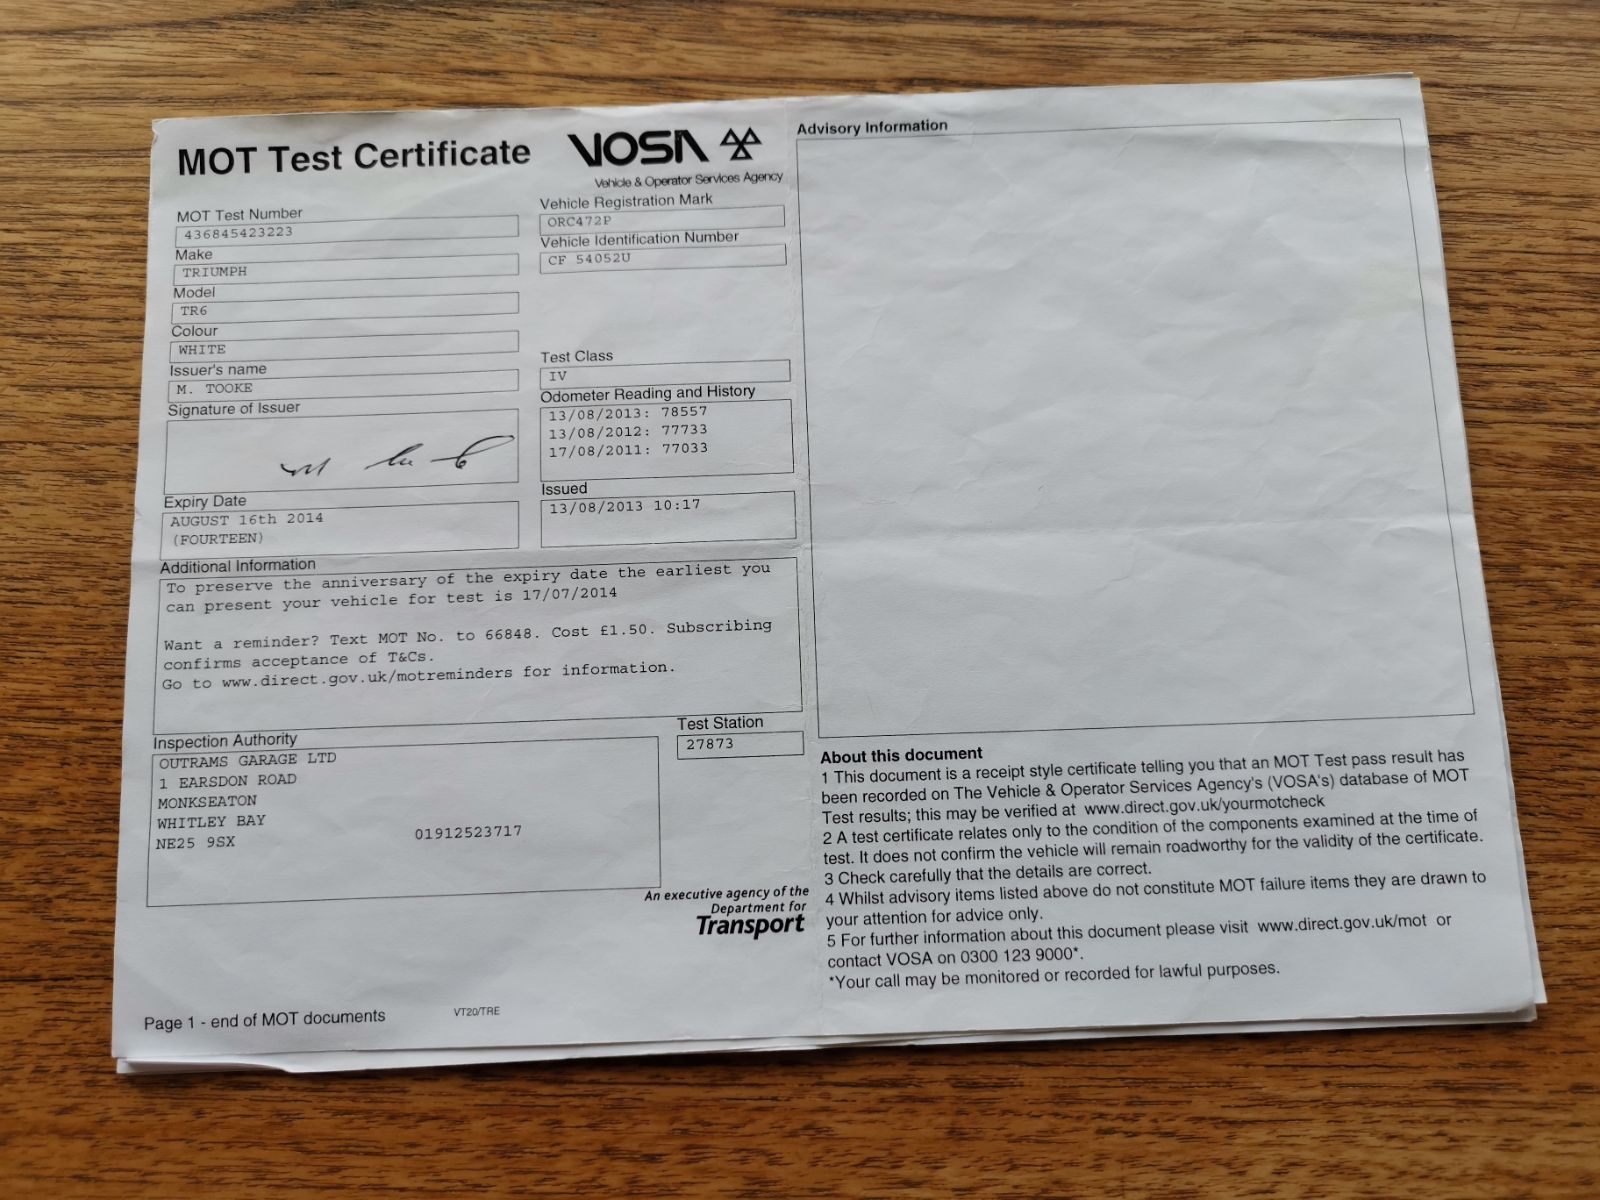 MOT Test Certificate
VOSA
Vehicle & Operator Services Agency
MOT Test Number
436845423223
Vehicle Registration Mark
ORC472P
Make
TRIUMPH
Vehicle Identification Number
CF 54052U
Model
TR6
Colour
WHITE
Issuer's name
M. TOOKE
Test Class
IV
Signature of Issuer
Odometer Reading and History
13/08/2013: 78557
13/08/2012: 77733
17/08/2011: 77033
Expiry Date
AUGUST 16th 2014
(FOURTEEN)
Issued
13/08/2013 10:17
Additional Information
To preserve the anniversary of the expiry date the earliest you
can present your vehicle for test is 17/07/2014
Want a reminder? Text MOT No. to 66848. Cost £1.50. Subscribing
confirms acceptance of T&Cs.
Go to www.direct.gov.uk/motreminders for information.
Inspection Authority
OUTRAMS GARAGE LTD
1 EARSDON ROAD
MONKSEATON
WHITLEY BAY
NE25 9SX
01912523717
Test Station
27873
An executive agency of the
Department for
Transport
Page 1 - end of MOT documents
VT20/TRE
Advisory Information
About this document
1 This document is a receipt style certificate telling you that an MOT Test pass result has
been recorded on The Vehicle & Operator Services Agency's (VOSA's) database of MOT
Test results; this may be verified at www.direct.gov.uk/yourmotcheck
2 A test certificate relates only to the condition of the components examined at the time of
test. It does not confirm the vehicle will remain roadworthy for the validity of the certificate.
3 Check carefully that the details are correct.
4 Whilst advisory items listed above do not constitute MOT failure items they are drawn to
your attention for advice only.
5 For further information about this document please visit www.direct.gov.uk/mot or
contact VOSA on 0300 123 9000*.
*Your call may be monitored or recorded for lawful purposes.